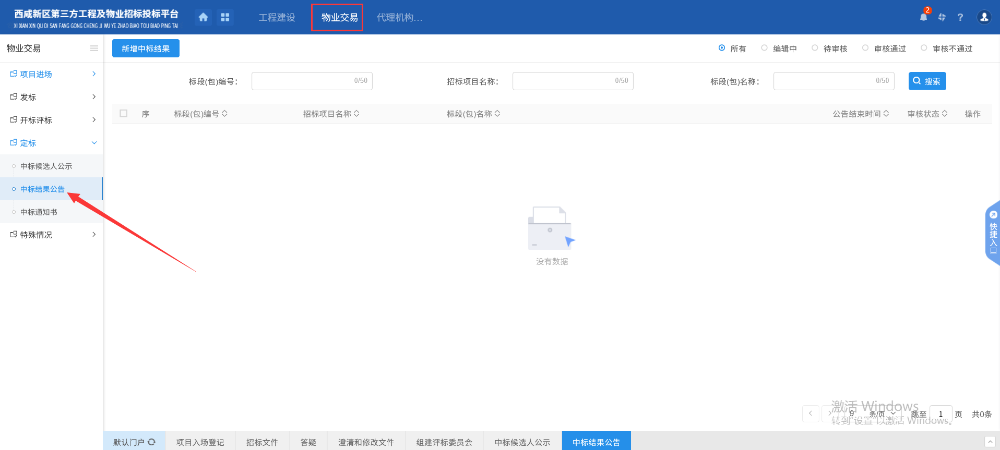 西咸新区第三方工程及物业招标投标平台
XI XIAN XIN QU DI SAN FANG GONG CHENG JI WU YE ZHAO BIAO TOU BIAO PING TAI
工程建设
物业交易
代理机构...
2
?
物业交易
新增中标结果
所有
编辑中
待审核
审核通过
审核不通过
项目进场
发标
开标评标
定标
中标候选人公示
中标结果公告
中标通知书
特殊情况
标段(包)编号：
0/50
招标项目名称：
0/50
标段(包)名称：
0/50
搜索
序
标段(包)编号
招标项目名称
标段(包)名称
公告结束时间
审核状态
操作
没有数据
快捷入口
激活 Windows
转到"设置"以激活 Windows。
9
条/页
跳至
1
页
共0条
默认门户
项目入场登记
招标文件
答疑
澄清和修改文件
组建评标委员会
中标候选人公示
中标结果公告